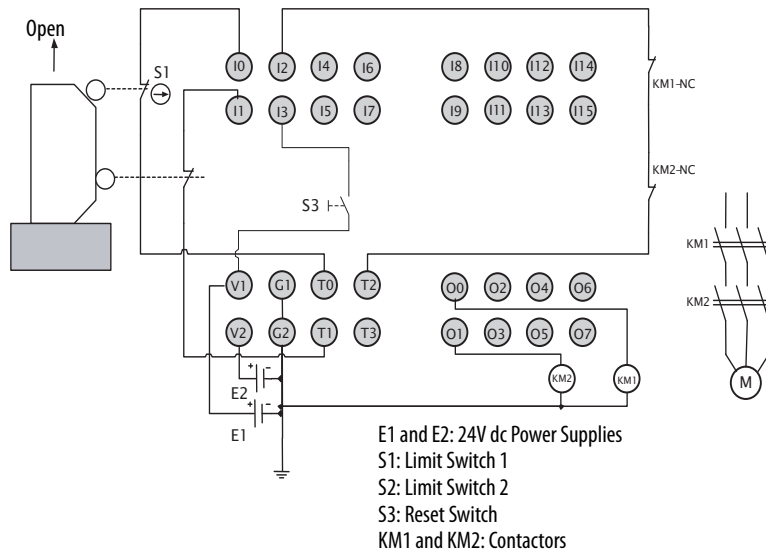 Open
S1
I0 I2 I4 I6 I8 I10 I12 I14
KM1-NC
I1 I3 I5 I7 I9 I11 I13 I15
KM2-NC
S3
KM1
V1 G1 T0 T2 O0 O2 O4 O6
KM2
V2 G2 T1 T3 O1 O3 O5 O7
+ -
E2
KM2 KM1
M
+ -
E1
E1 and E2: 24V dc Power Supplies
S1: Limit Switch 1
S2: Limit Switch 2
S3: Reset Switch
KM1 and KM2: Contactors